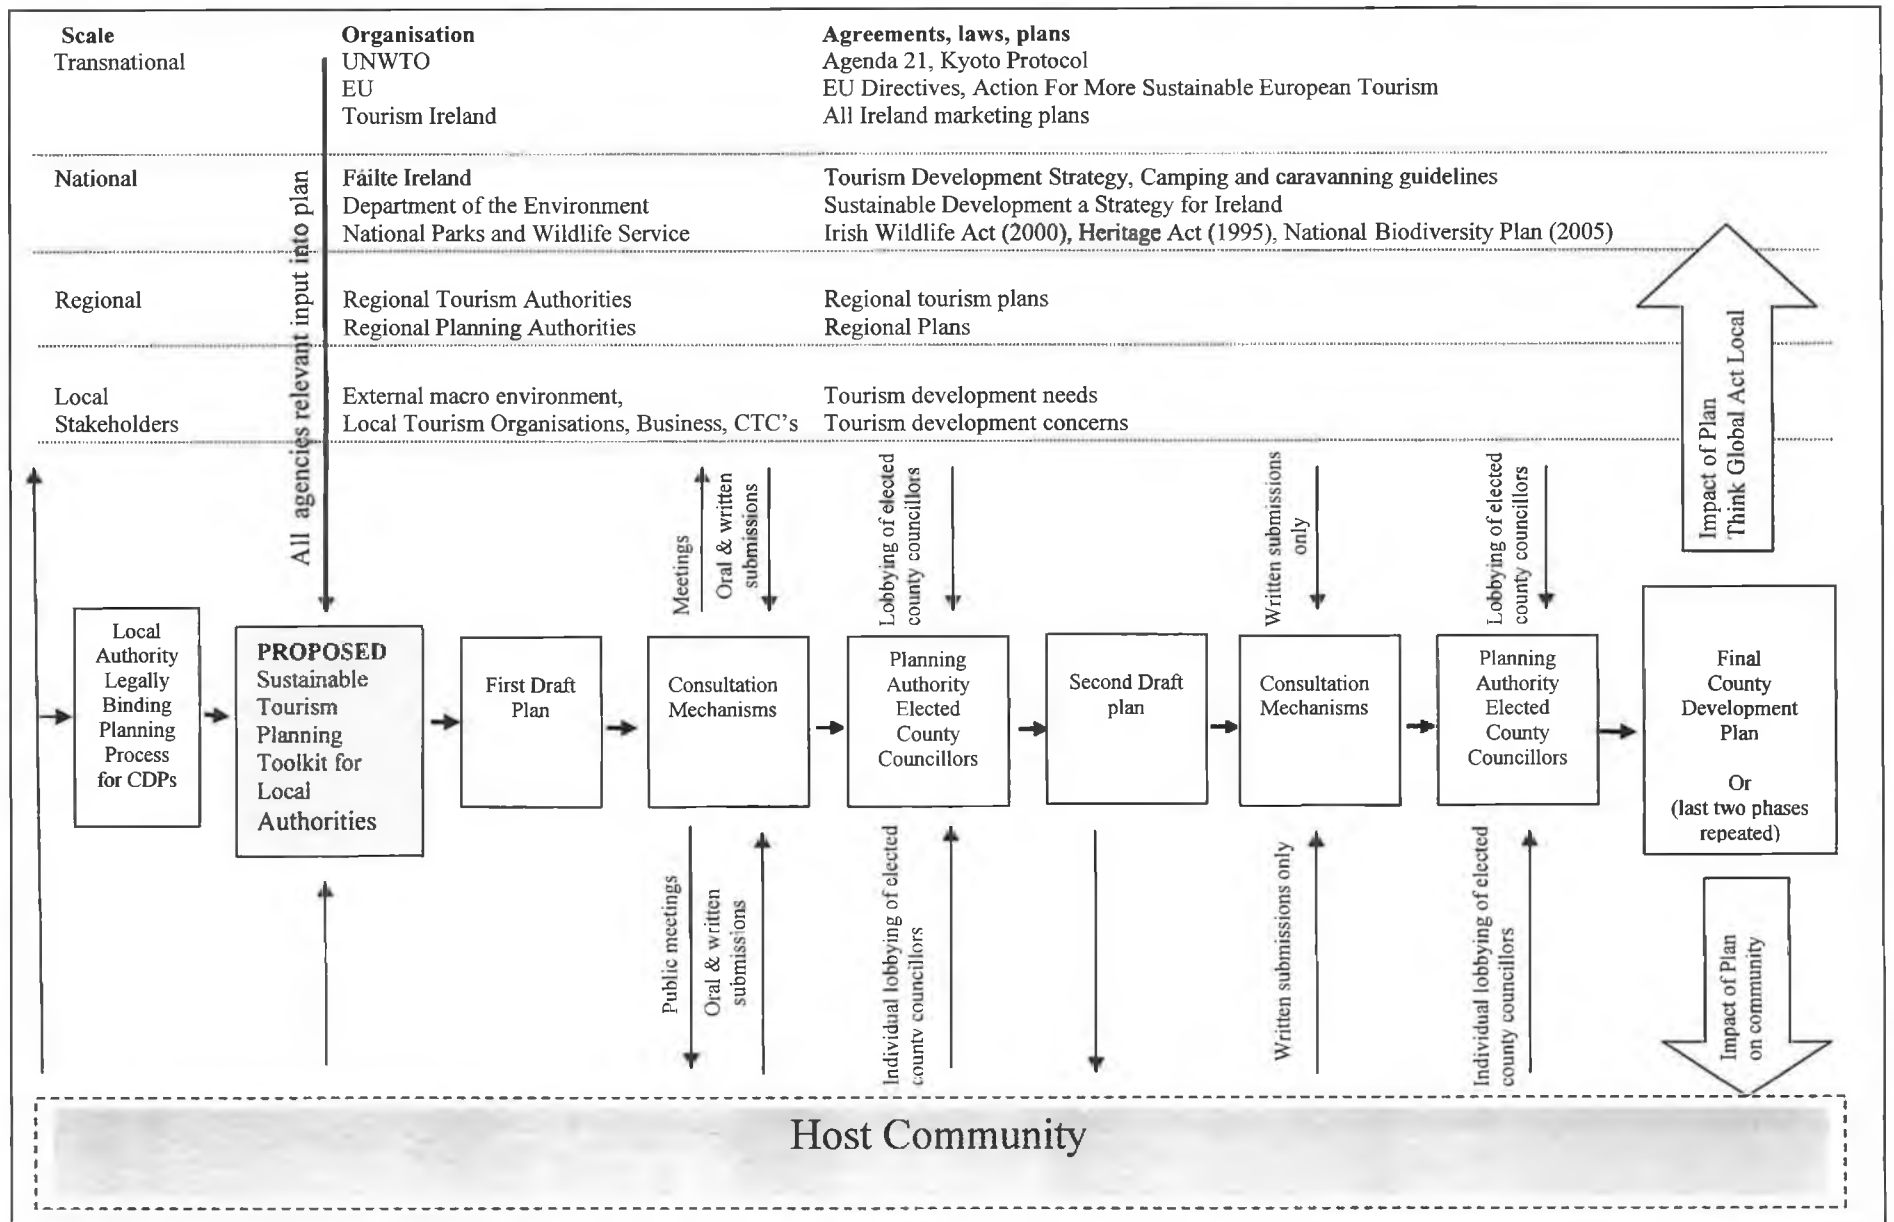 Scale Organisation Agreements, laws, plans
Transnational UNWTO Agenda 21, Kyoto Protocol
EU EU Directives, Action For More Sustainable European Tourism
Tourism Ireland All Ireland marketing plans
National Fáilte Ireland Tourism Development Strategy, Camping and caravanning guidelines
Department of the Environment Sustainable Development a Strategy for Ireland
National Parks and Wildlife Service Irish Wildlife Act (2000), Heritage Act (1995), National Biodiversity Plan (2005)
Regional Regional Tourism Authorities Regional tourism plans
Regional Planning Authorities Regional Plans
Local External macro environment, Tourism development needs
Stakeholders Local Tourism Organisations, Business, CTC's Tourism development concerns
All agencies relevant input into plan
Meetings
Oral & written
submissions
Lobbying of elected
county councillors
Written submissions
only
Lobbying of elected
county councillors
Impact of Plan
Think Global Act Local
Local
Authority
Legally
Binding
Planning
Process
for CDPs
PROPOSED
Sustainable
Tourism
Planning
Toolkit for
Local
Authorities
First Draft
Plan
Consultation
Mechanisms
Planning
Authority
Elected
County
Councillors
Second Draft
plan
Consultation
Mechanisms
Planning
Authority
Elected
County
Councillors
Final
County
Development
Plan
Or
(last two phases
repeated)
Public meetings
Oral & written
submissions
Individual lobbying of elected
county councillors
Written submissions only
Individual lobbying of elected
county councillors
Impact of Plan
on community
Host Community